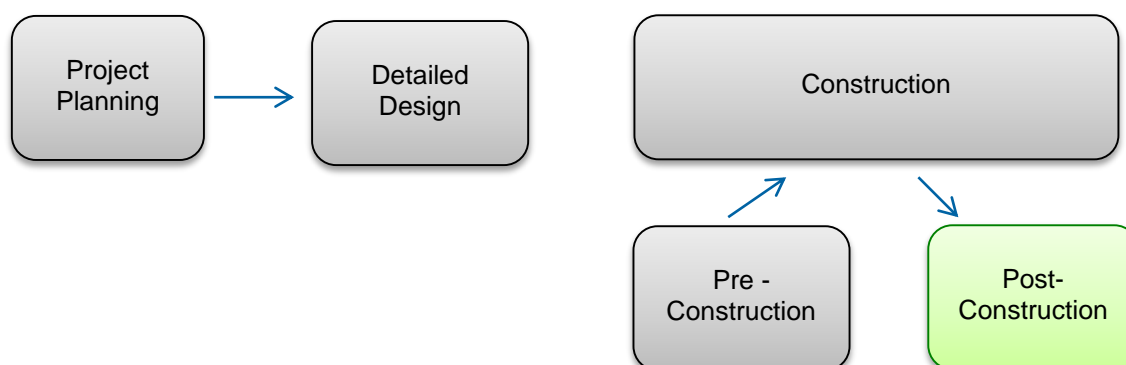 Project
Planning
Detailed
Design
Construction
Pre -
Construction
Post-
Construction